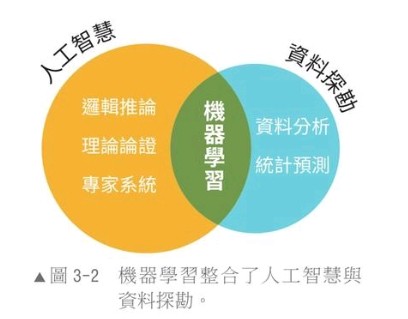 人工智慧
資料探勘
邏輯推論
理論論證
專家系統
機器學習
資料分析
統計預測
▲圖 3-2 機器學習整合了人工智慧與
資料探勘。